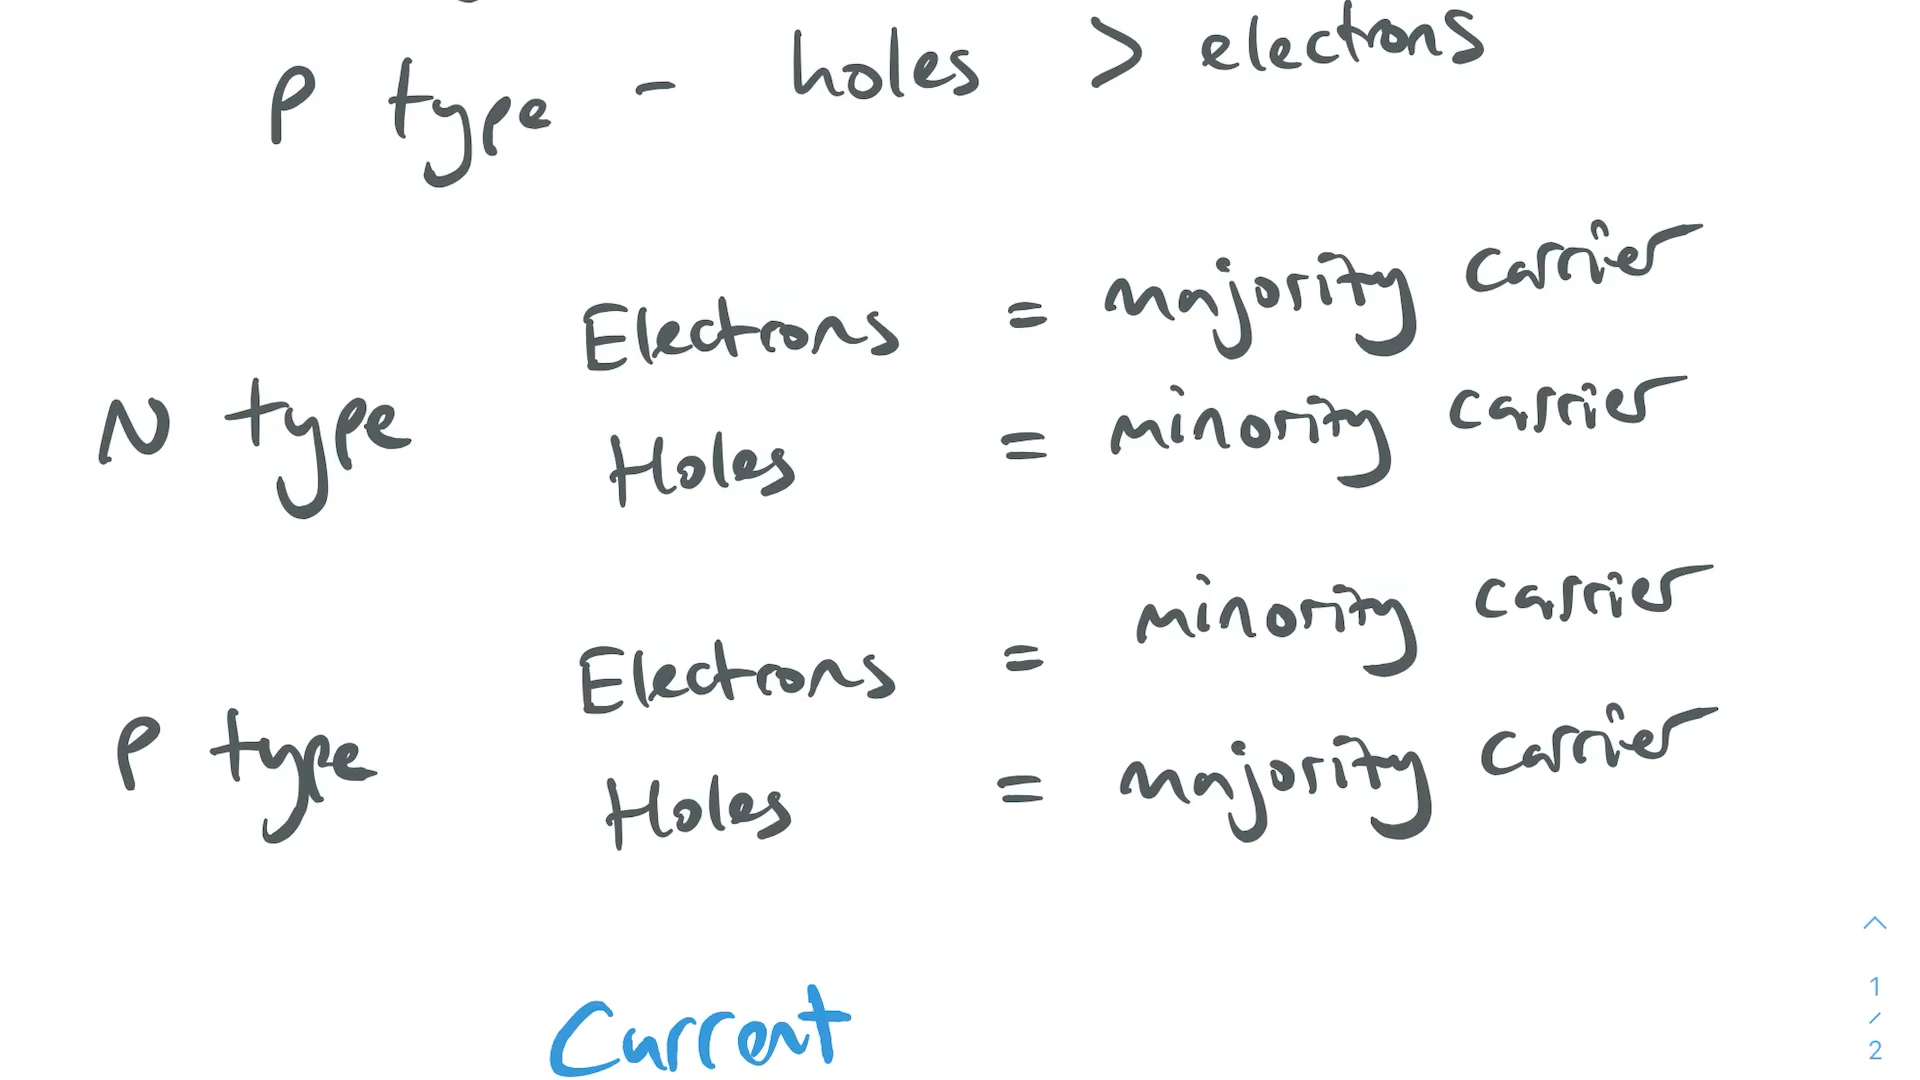 P type - holes > electrons
Electrons = majority carrier
N type
Holes = minority carrier
Electrons = minority carrier
P type
Holes = majority carrier
Current
1/2